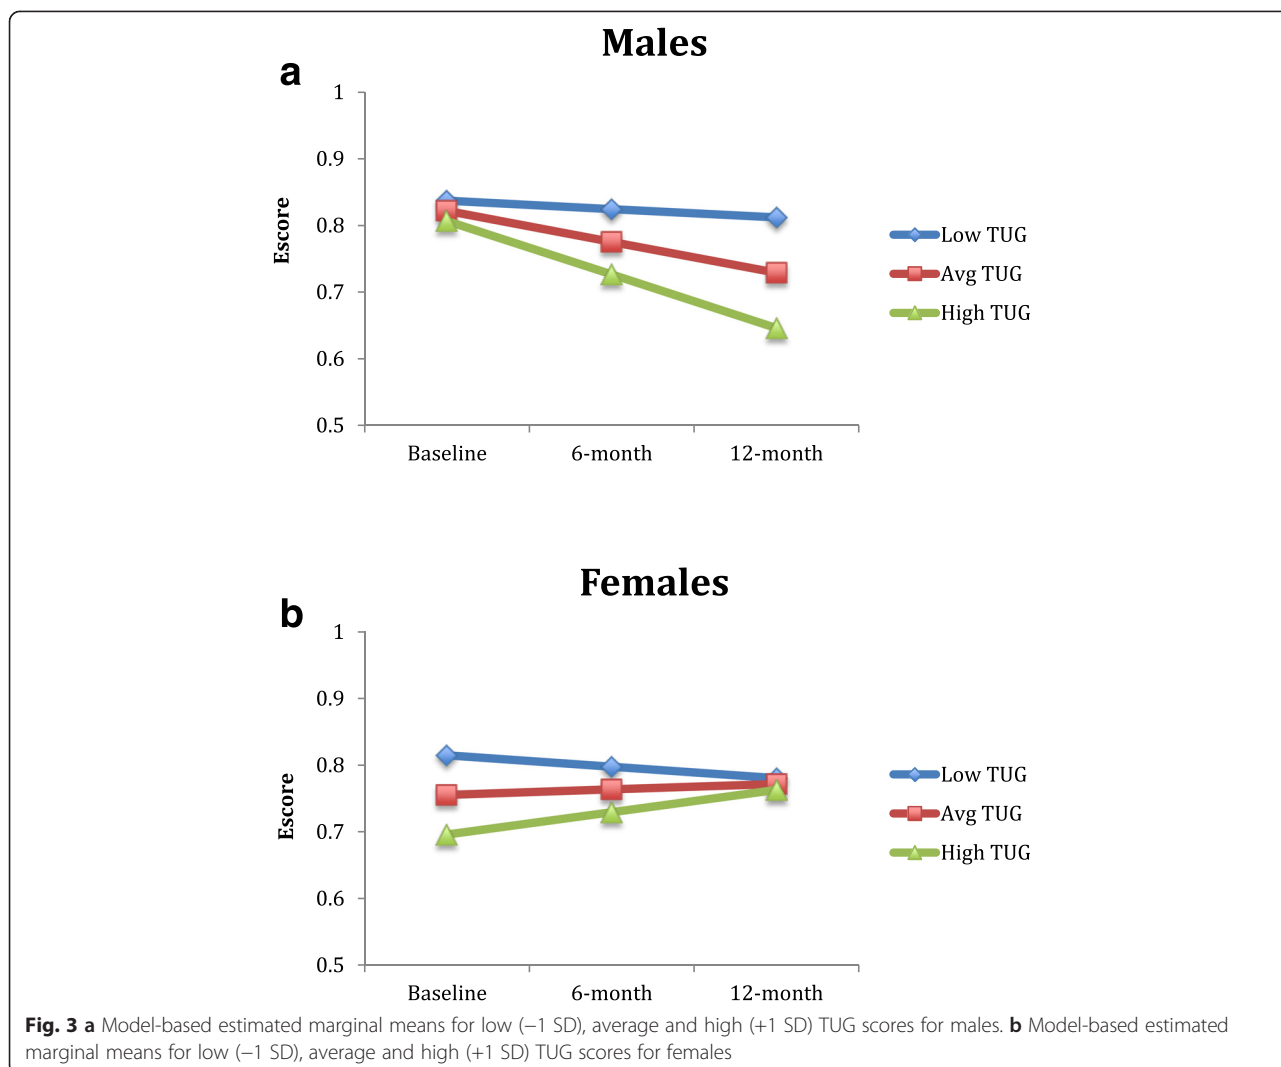 Males
a
1
0.9
0.8
0.7
0.6
0.5
Escore
Baseline 6-month 12-month
Low TUG
Avg TUG
High TUG
Females
b
1
0.9
0.8
0.7
0.6
0.5
Escore
Baseline 6-month 12-month
Low TUG
Avg TUG
High TUG
Fig. 3 a Model-based estimated marginal means for low (−1 SD), average and high (+1 SD) TUG scores for males. b Model-based estimated
marginal means for low (−1 SD), average and high (+1 SD) TUG scores for females